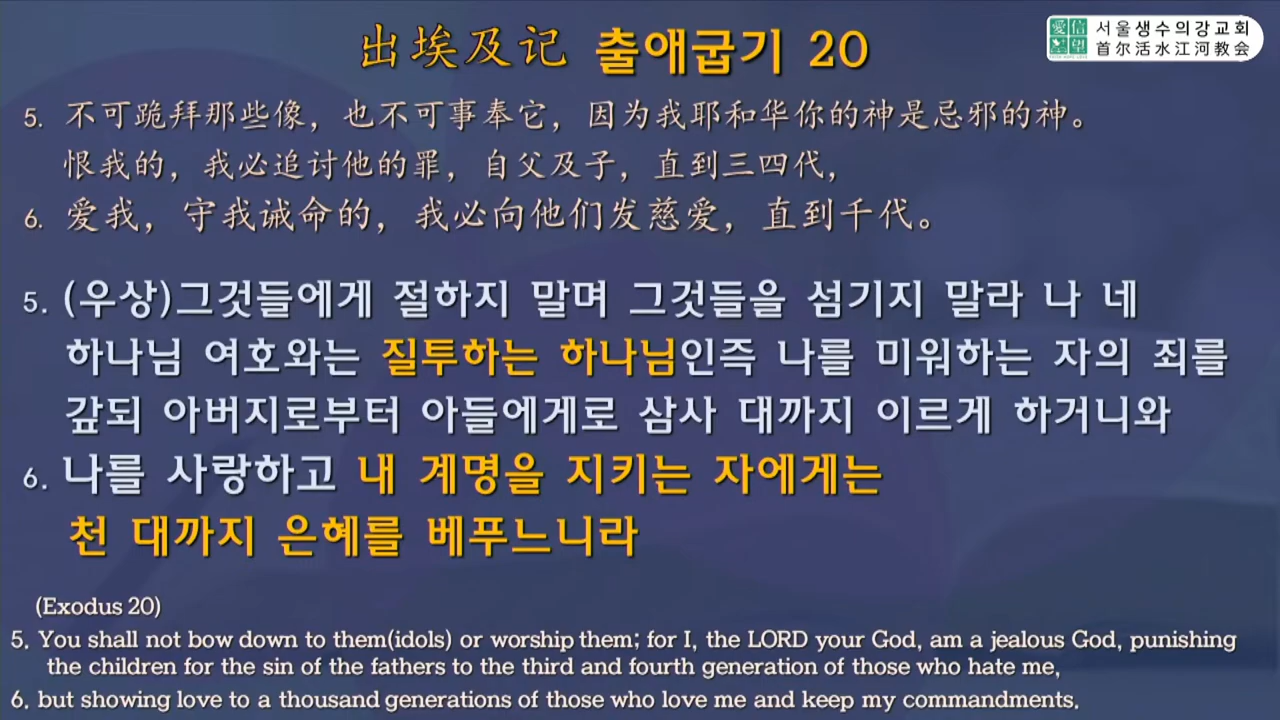 出埃及记 출애굽기 20
서울생수의강교회
首尔活水江河教会
5. 不可跪拜那些像，也不可事奉它，因为我耶和华你的神是忌邪的神。
恨我的，我必追讨他的罪，自父及子，直到三四代，
6. 爱我，守我诫命的，我必向他们发慈爱，直到千代。
5. (우상)그것들에게 절하지 말며 그것들을 섬기지 말라 나 네
하나님 여호와는 질투하는 하나님인즉 나를 미워하는 자의 죄를
갚되 아버지로부터 아들에게로 삼사 대까지 이르게 하거니와
6. 나를 사랑하고 내 계명을 지키는 자에게는
천 대까지 은혜를 베푸느니라
(Exodus 20)
5. You shall not bow down to them(idols) or worship them; for I, the LORD your God, am a jealous God, punishing
the children for the sin of the fathers to the third and fourth generation of those who hate me,
6. but showing love to a thousand generations of those who love me and keep my commandments.